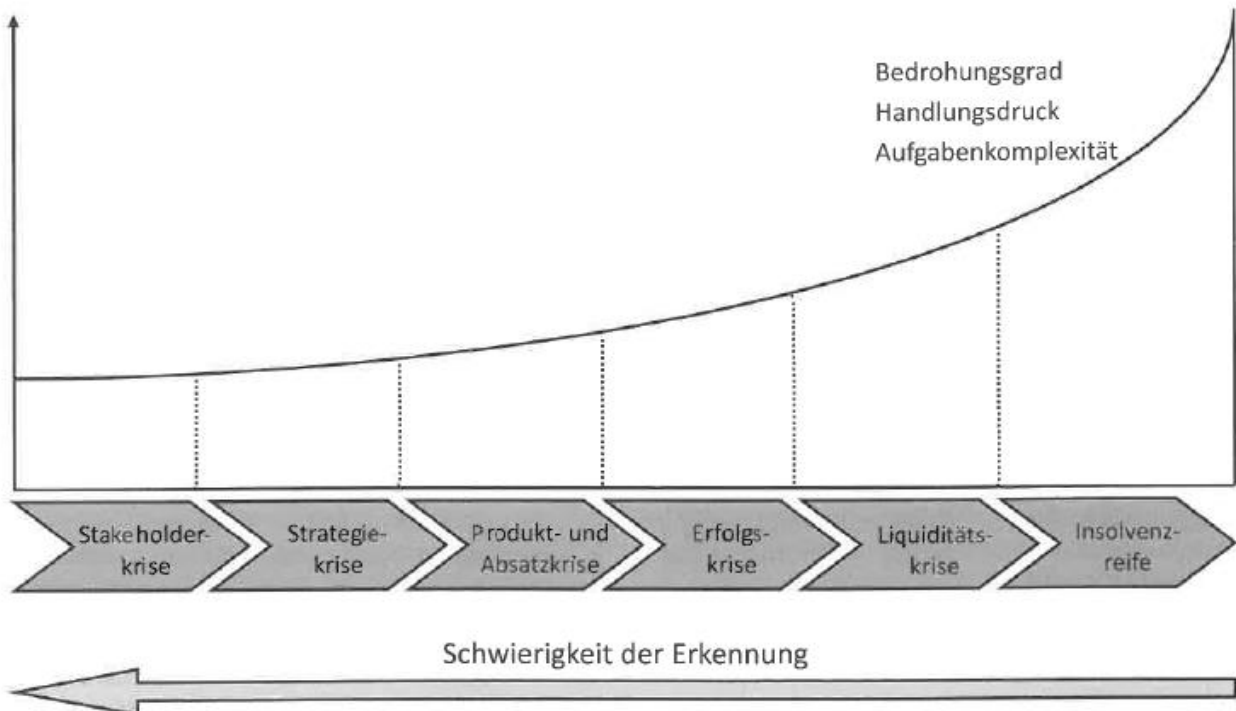 Bedrohungsgrad
Handlungsdruck
Aufgabenkomplexität
Stakeholder-
krise
Strategie-
krise
Produkt- und
Absatzkrise
Erfolgs-
krise
Liquiditäts-
krise
Insolvenz-
reife
Schwierigkeit der Erkennung